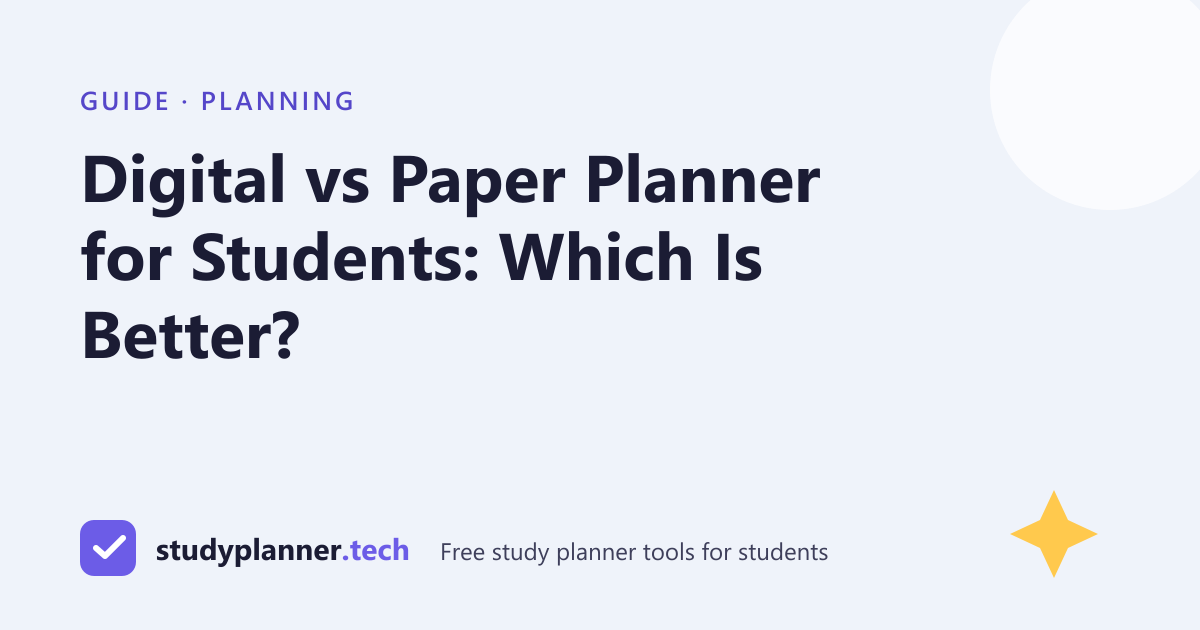 GUIDE · PLANNING
Digital vs Paper Planner
for Students: Which Is
Better?
studyplanner.tech
Free study planner tools for students